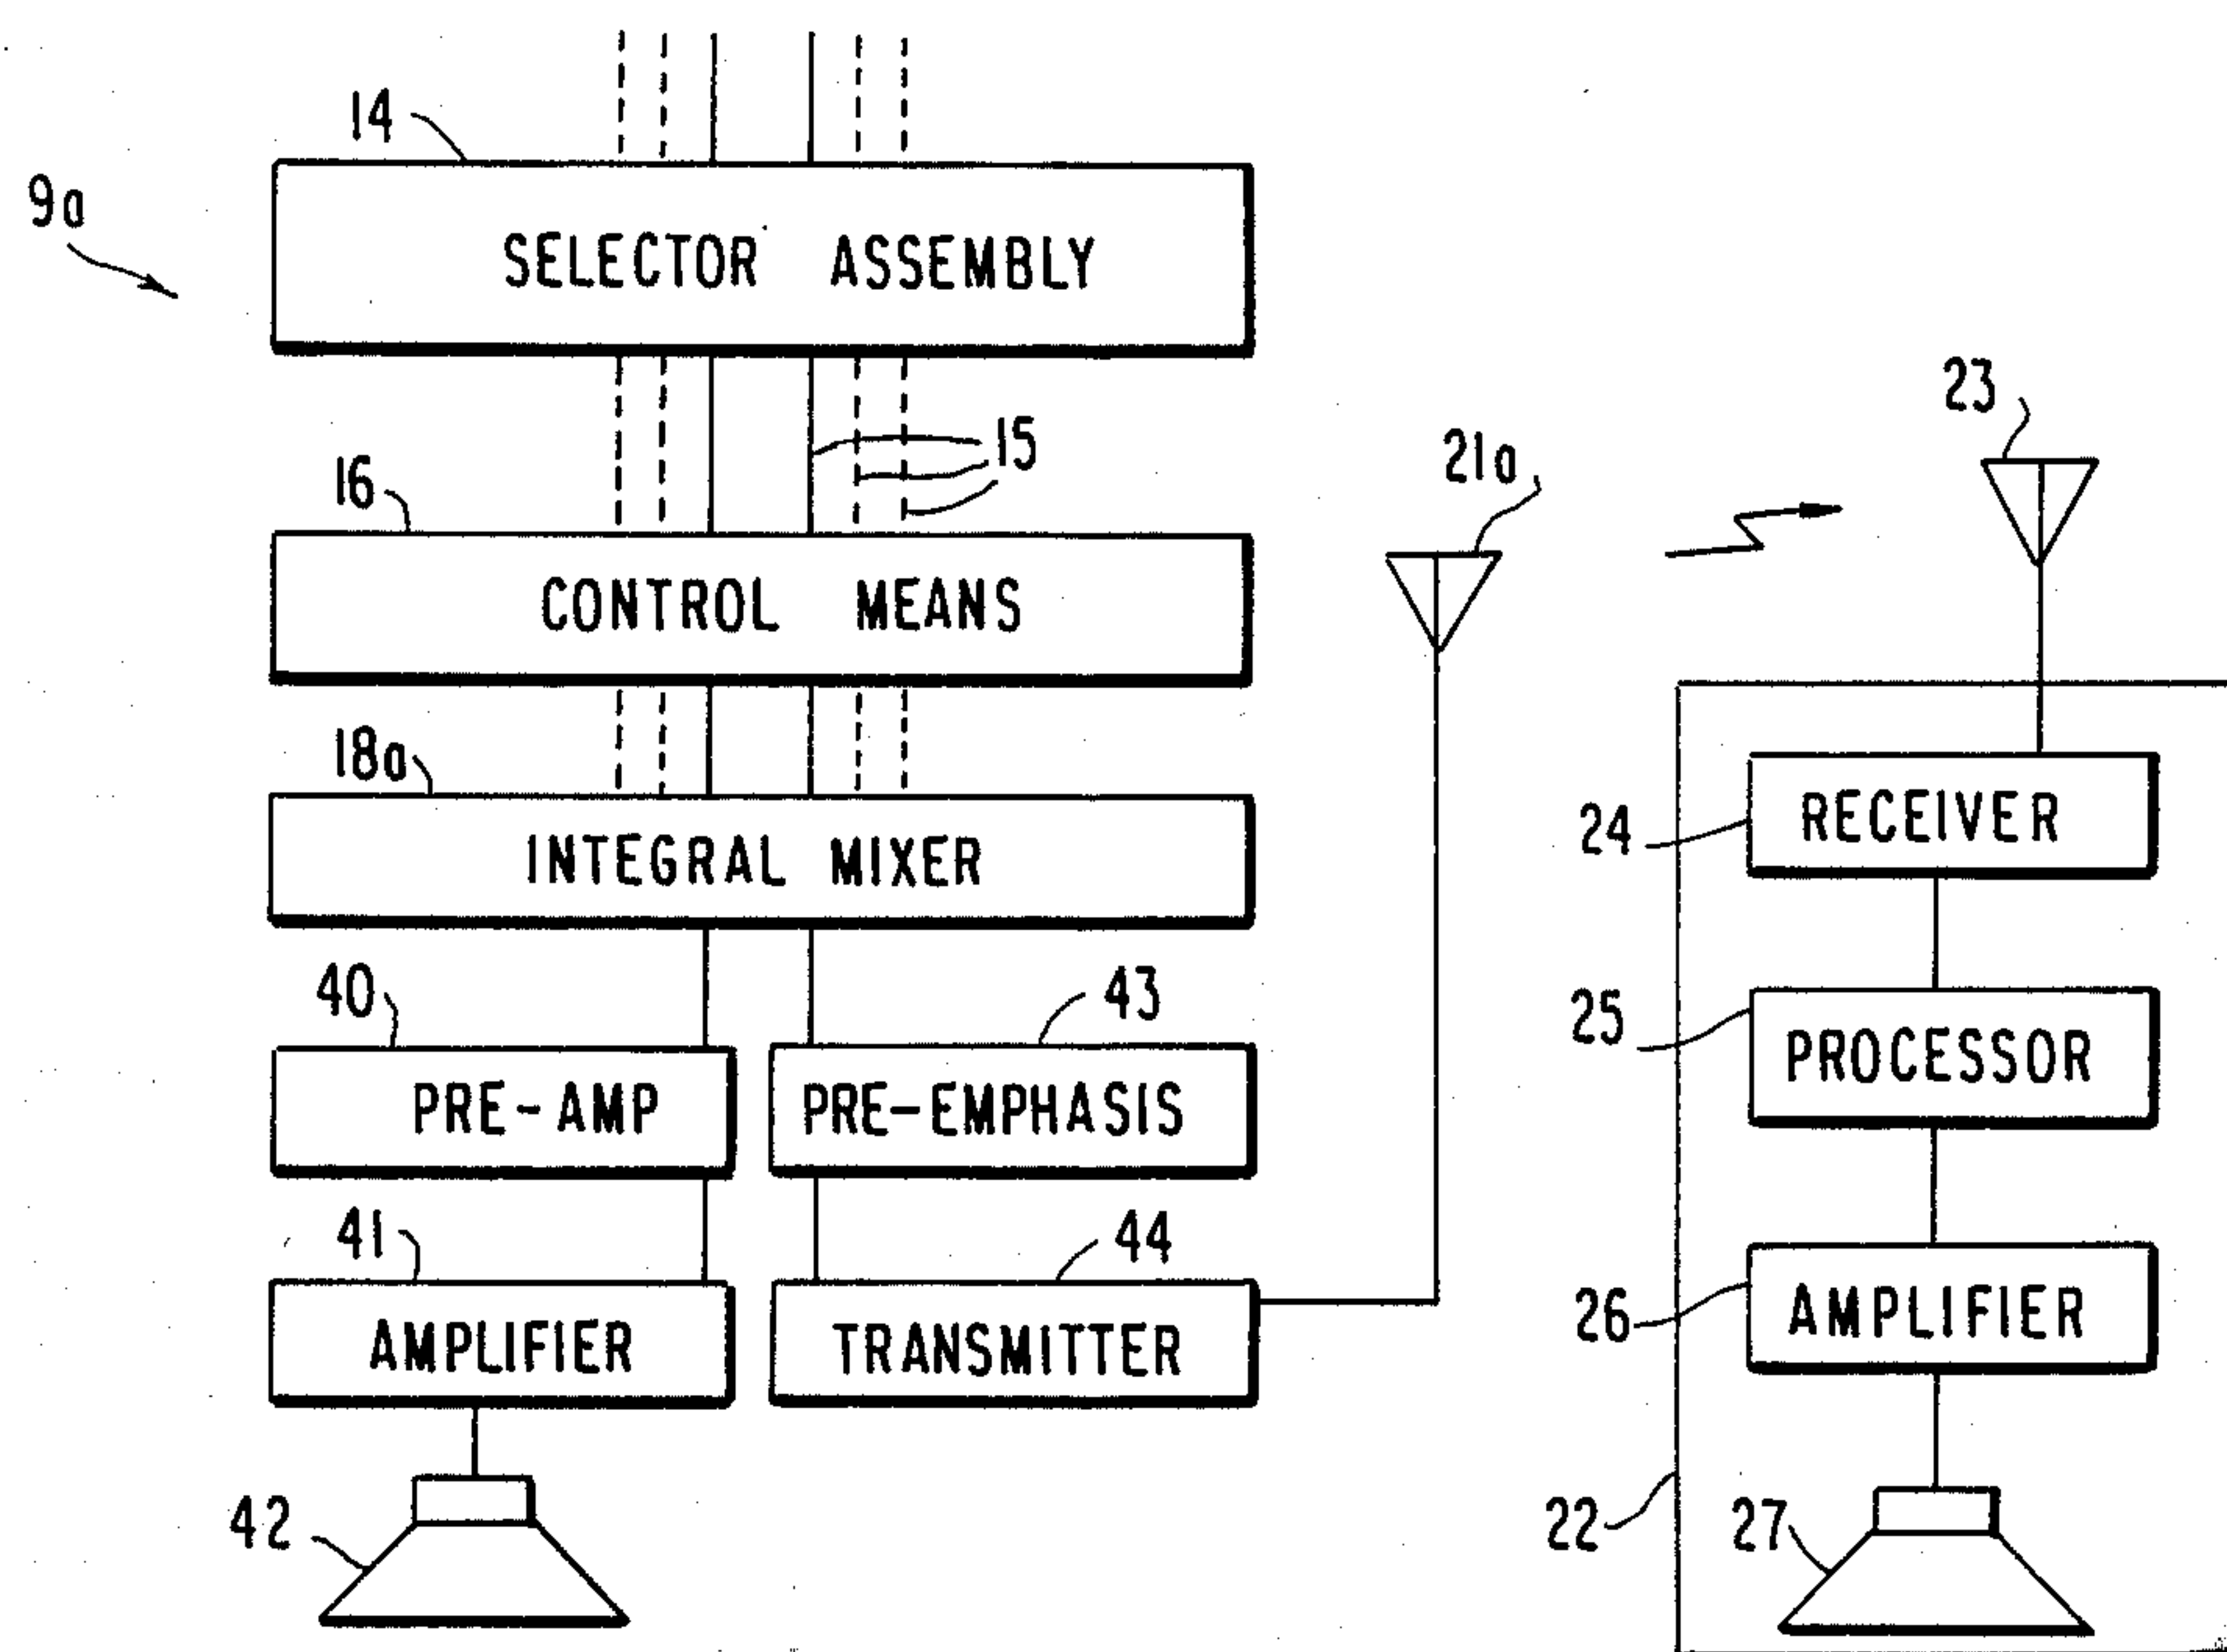 14
9a
SELECTOR ASSEMBLY
15
16
CONTROL MEANS
18a
INTEGRAL MIXER
40
43
PRE-AMP
PRE-EMPHASIS
41
44
AMPLIFIER
TRANSMITTER
42
21a
23
24
RECEIVER
25
PROCESSOR
26
AMPLIFIER
22
27